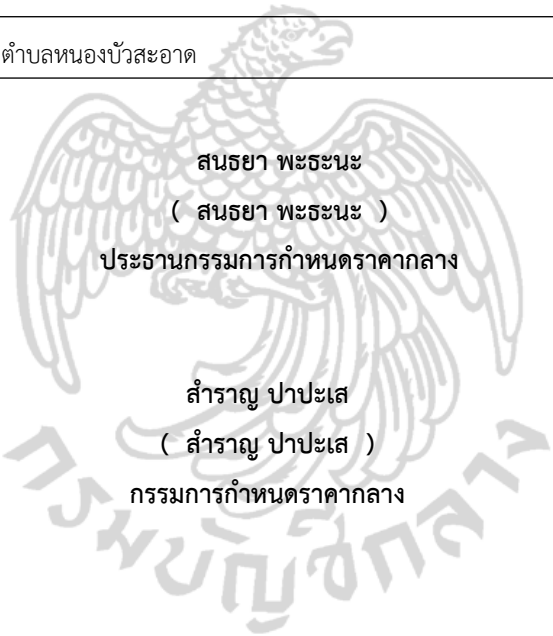 ตำบลหนองบัวสะอาด
สนธยา พะธะนะ
( สนธยา พะธะนะ )
ประธานกรรมการกำหนดราคากลาง
สำราญ ปาปะเส
( สำราญ ปาปะเส )
กรรมการกำหนดราคากลาง
กรมบัญชีกลาง